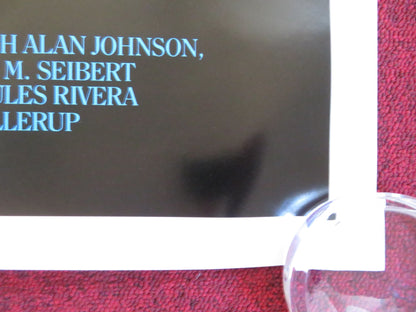 H ALAN JOHNSON,
M. SEIBERT
ULES RIVERA
LLERUP